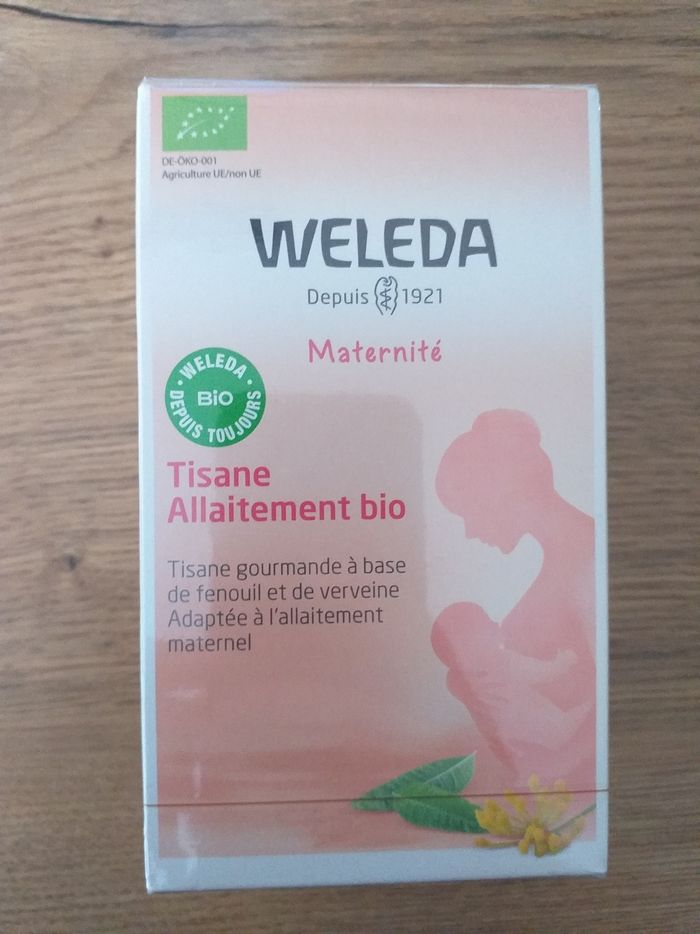 DE-ÖKO-001
Agriculture UE/non UE
WELEDA
Depuis 1921
Maternité
WELEDA
BiO
DEPUIS TOUJOURS
Tisane
Allaitement bio
Tisane gourmande à base
de fenouil et de verveine
Adaptée à l'allaitement
maternel